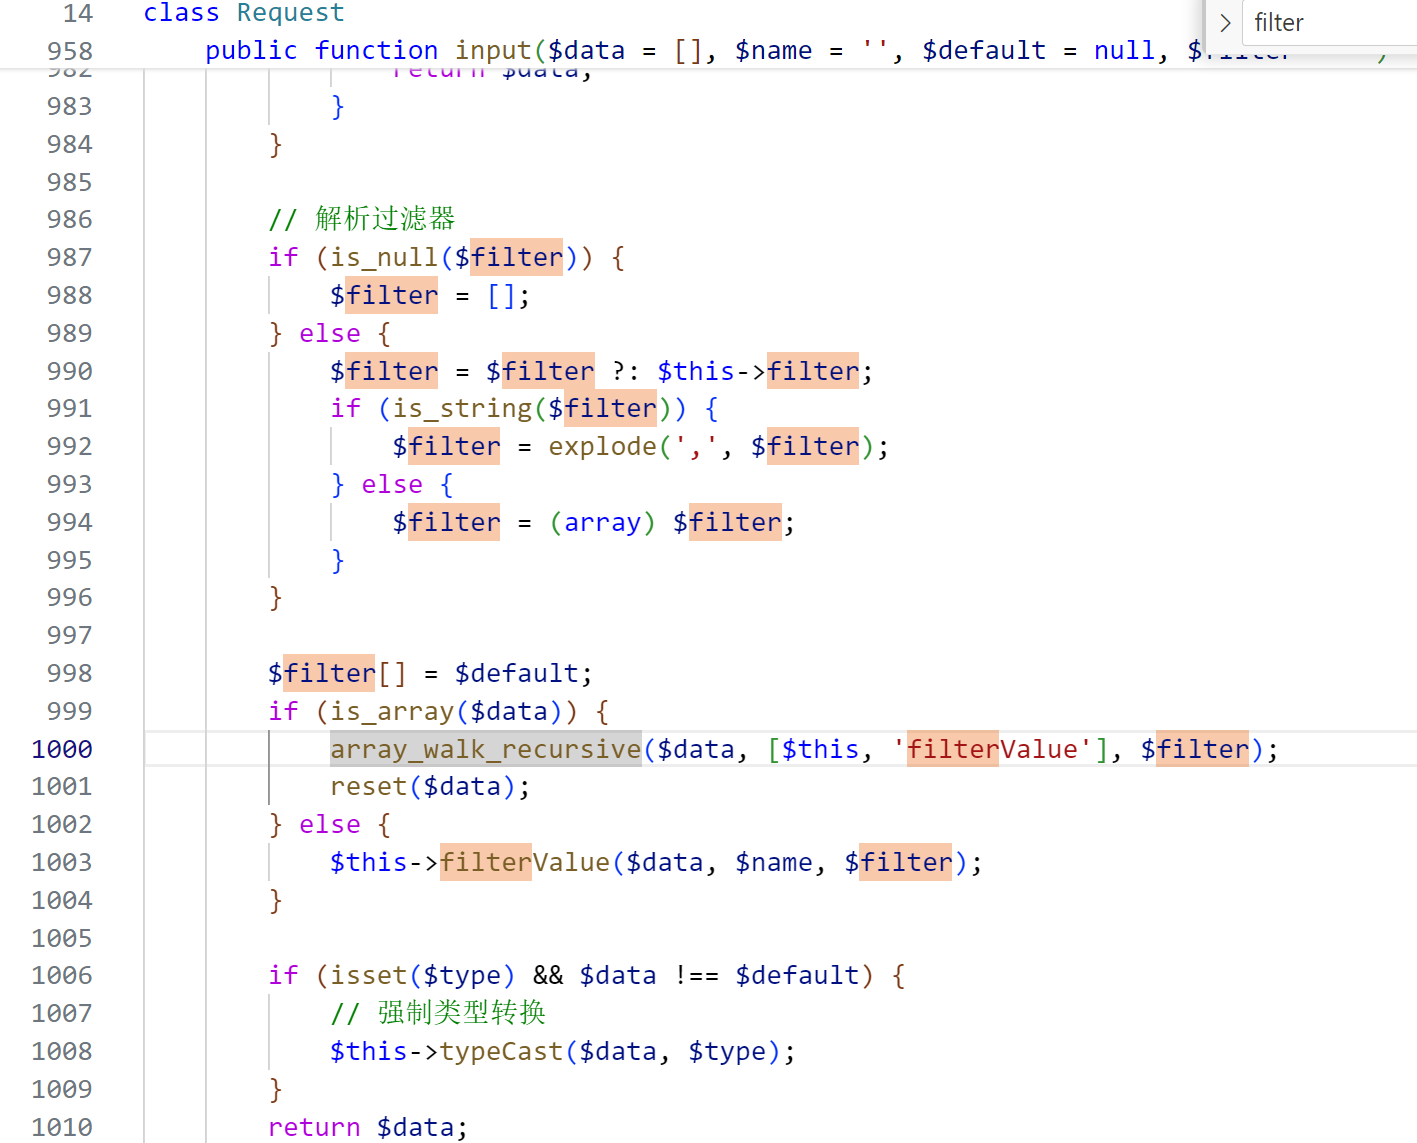 14 class Request
filter
958 public function input($data = [], $name = '', $default = null, $filter
982 return $data;
983 }
984 }
985
986 // 解析过滤器
987 if (is_null($filter)) {
988 $filter = [];
989 } else {
990 $filter = $filter ?: $this->filter;
991 if (is_string($filter)) {
992 $filter = explode(',', $filter);
993 } else {
994 $filter = (array) $filter;
995 }
996 }
997
998 $filter[] = $default;
999 if (is_array($data)) {
1000 array_walk_recursive($data, [$this, 'filterValue'], $filter);
1001 reset($data);
1002 } else {
1003 $this->filterValue($data, $name, $filter);
1004 }
1005
1006 if (isset($type) && $data !== $default) {
1007 // 强制类型转换
1008 $this->typeCast($data, $type);
1009 }
1010 return $data;